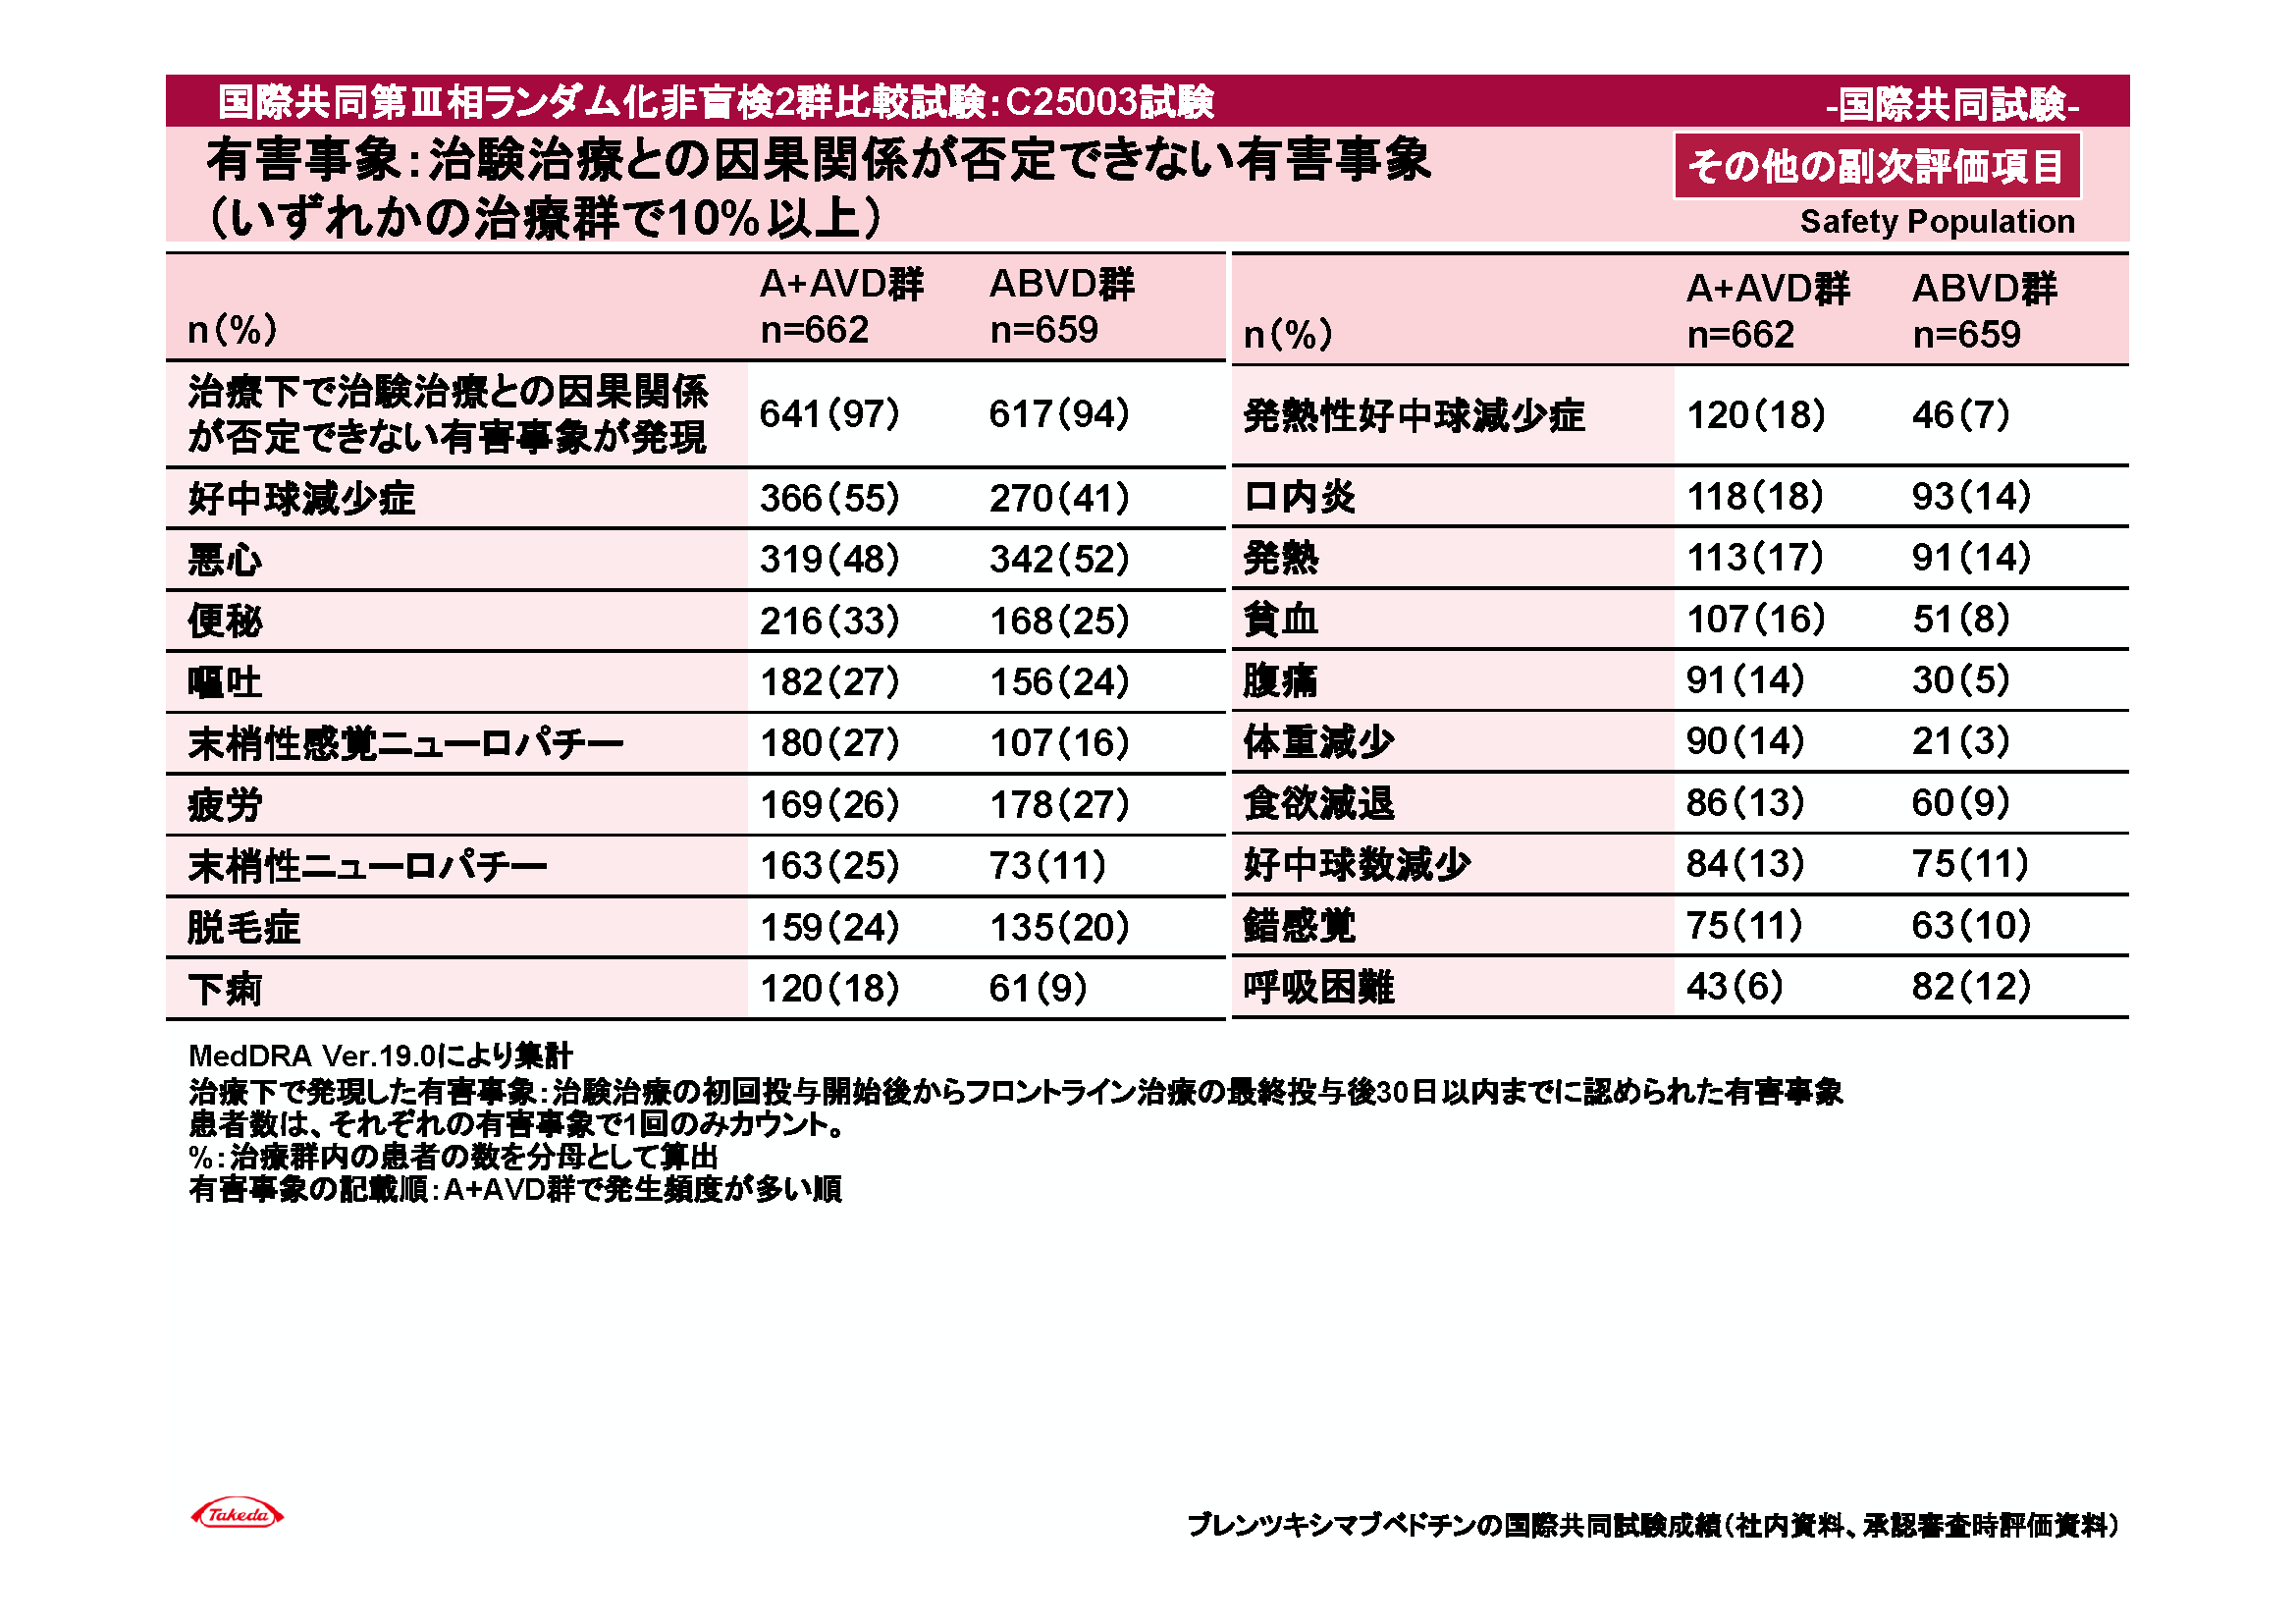 国際共同第Ⅲ相ランダム化非盲検2群比較試験：C25003試験
-国際共同試験-
有害事象：治験治療との因果関係が否定できない有害事象
（いずれかの治療群で10％以上）
その他の副次評価項目
Safety Population
n（%） A+AVD群 n=662 ABVD群 n=659
治療下で治験治療との因果関係
が否定できない有害事象が発現 641（97） 617（94）
好中球減少症 366（55） 270（41）
悪心 319（48） 342（52）
便秘 216（33） 168（25）
嘔吐 182（27） 156（24）
末梢性感覚ニューロパチー 180（27） 107（16）
疲労 169（26） 178（27）
末梢性ニューロパチー 163（25） 73（11）
脱毛症 159（24） 135（20）
下痢 120（18） 61（9）
n（%） A+AVD群 n=662 ABVD群 n=659
発熱性好中球減少症 120（18） 46（7）
口内炎 118（18） 93（14）
発熱 113（17） 91（14）
貧血 107（16） 51（8）
腹痛 91（14） 30（5）
体重減少 90（14） 21（3）
食欲減退 86（13） 60（9）
好中球数減少 84（13） 75（11）
錯感覚 75（11） 63（10）
呼吸困難 43（6） 82（12）
MedDRA Ver.19.0により集計
治療下で発現した有害事象：治験治療の初回投与開始後からフロントライン治療の最終投与後30日以内までに認められた有害事象
患者数は、それぞれの有害事象で1回のみカウント。
%：治療群内の患者の数を分母として算出
有害事象の記載順：A+AVD群で発生頻度が多い順
Takeda
ブレンツキシマブベドチンの国際共同試験成績（社内資料、承認審査時評価資料）